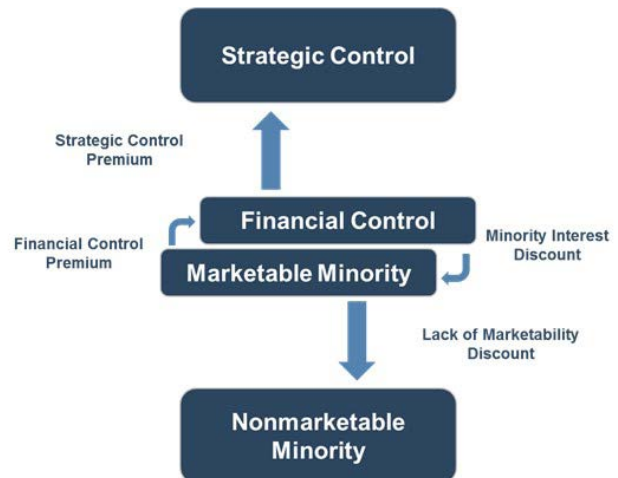 Strategic Control
Strategic Control
Premium
Financial Control
Financial Control
Premium
Minority Interest
Discount
Marketable Minority
Lack of Marketability
Discount
Nonmarketable
Minority